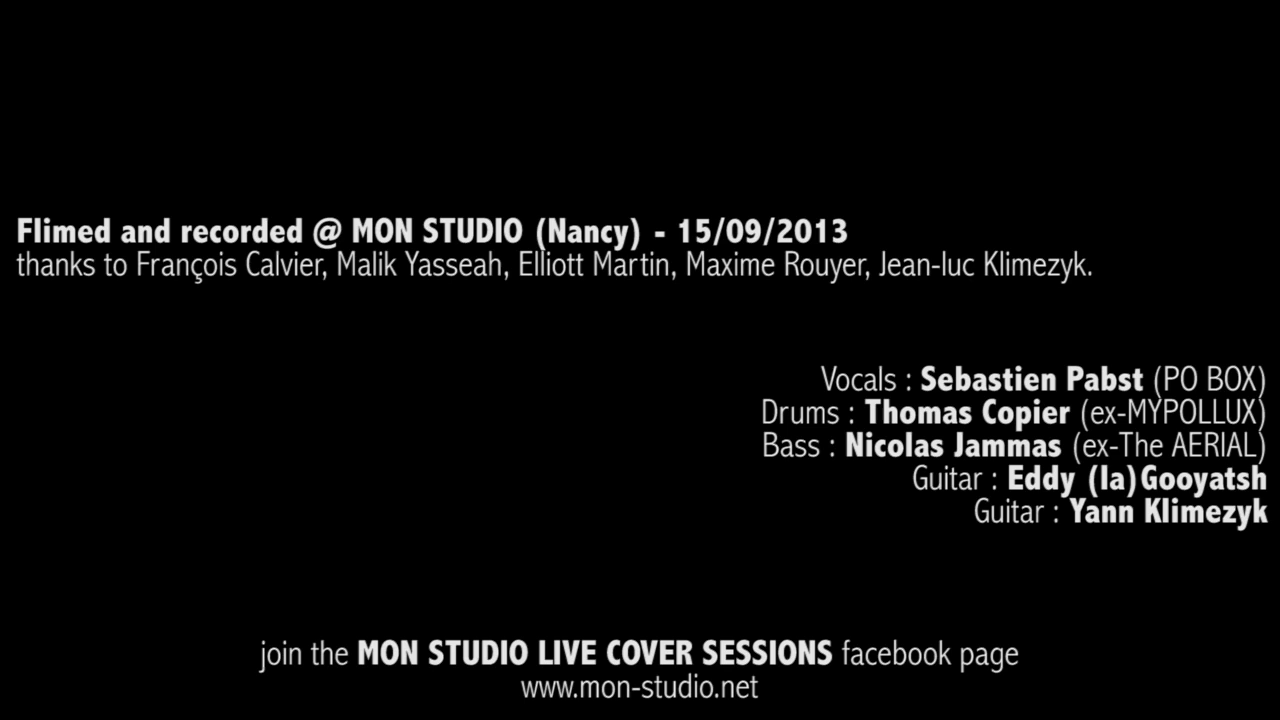 Flimed and recorded @ MON STUDIO (Nancy) - 15/09/2013
thanks to François Calvier, Malik Yasseah, Elliott Martin, Maxime Rouyer, Jean-luc Klimezyk.
Vocals : Sebastien Pabst (PO BOX)
Drums : Thomas Copier (ex-MYPOLLUX)
Bass : Nicolas Jammas (ex-The AERIAL)
Guitar : Eddy (la)Gooyatsh
Guitar : Yann Klimezyk
join the MON STUDIO LIVE COVER SESSIONS facebook page
www.mon-studio.net